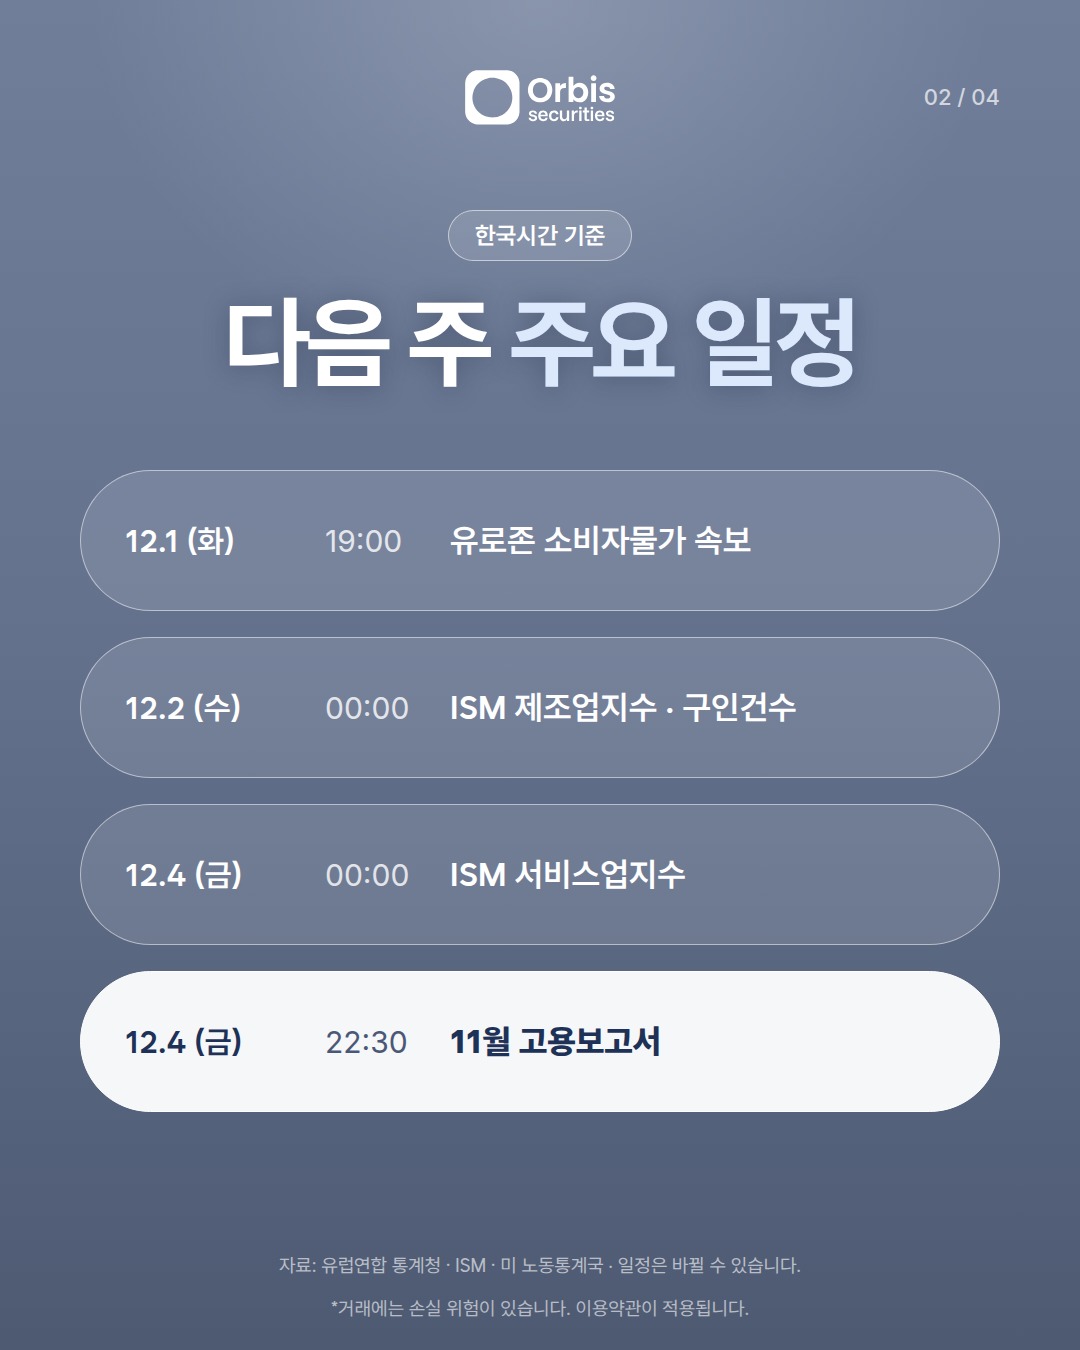 Orbis
securities
02 / 04
한국시간 기준
다음 주 주요 일정
12.1 (화) 19:00 유로존 소비자물가 속보
12.2 (수) 00:00 ISM 제조업지수 · 구인건수
12.4 (금) 00:00 ISM 서비스업지수
12.4 (금) 22:30 11월 고용보고서
자료: 유럽연합 통계청 · ISM · 미 노동통계국 · 일정은 바뀔 수 있습니다.
*거래에는 손실 위험이 있습니다. 이용약관이 적용됩니다.